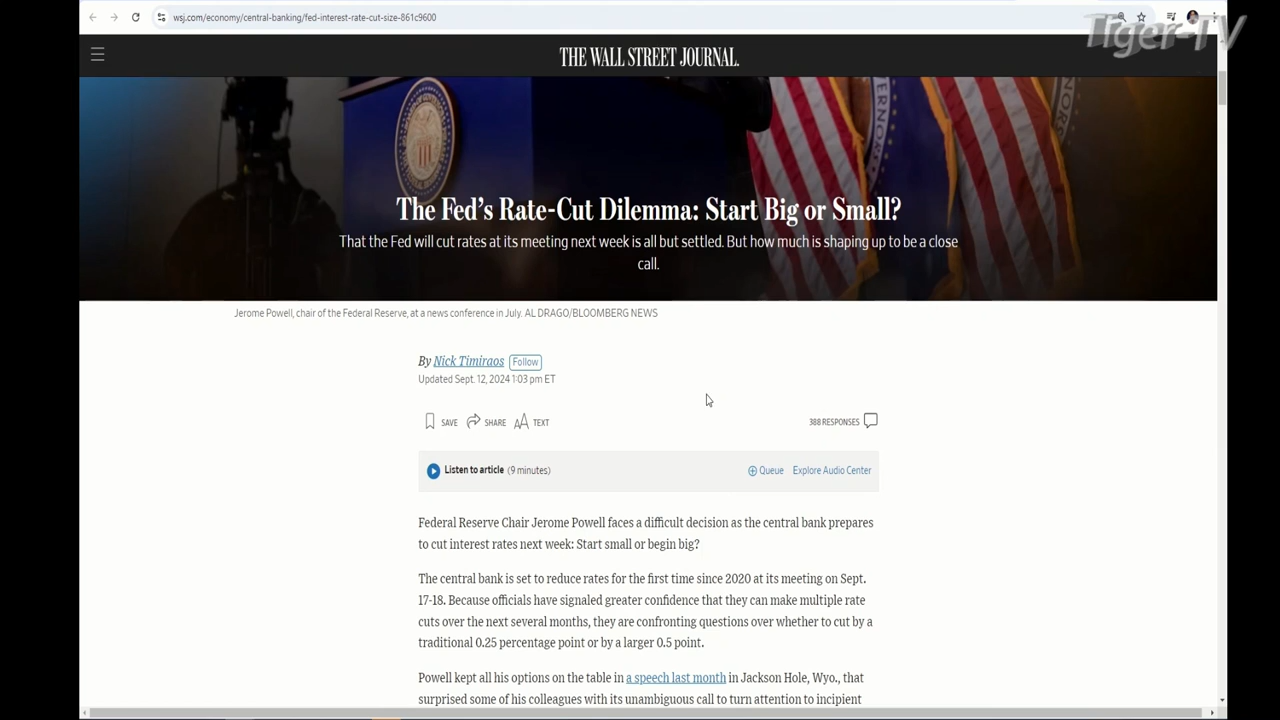 wsj.com/economy/central-banking/fed-interest-rate-cut-size-861c9600
Tiger-TV
THE WALL STREET JOURNAL.
The Fed's Rate-Cut Dilemma: Start Big or Small?
That the Fed will cut rates at its meeting next week is all but settled. But how much is shaping up to be a close
call.
Jerome Powell, chair of the Federal Reserve, at a news conference in July. AL DRAGO/BLOOMBERG NEWS
By Nick Timiraos Follow
Updated Sept. 12, 2024 1:03 pm ET
SAVE SHARE AA TEXT 388 RESPONSES
Listen to article (9 minutes) Queue Explore Audio Center
Federal Reserve Chair Jerome Powell faces a difficult decision as the central bank prepares
to cut interest rates next week: Start small or begin big?
The central bank is set to reduce rates for the first time since 2020 at its meeting on Sept.
17-18. Because officials have signaled greater confidence that they can make multiple rate
cuts over the next several months, they are confronting questions over whether to cut by a
traditional 0.25 percentage point or by a larger 0.5 point.
Powell kept all his options on the table in a speech last month in Jackson Hole, Wyo., that
surprised some of his colleagues with its unambiguous call to turn attention to incipient